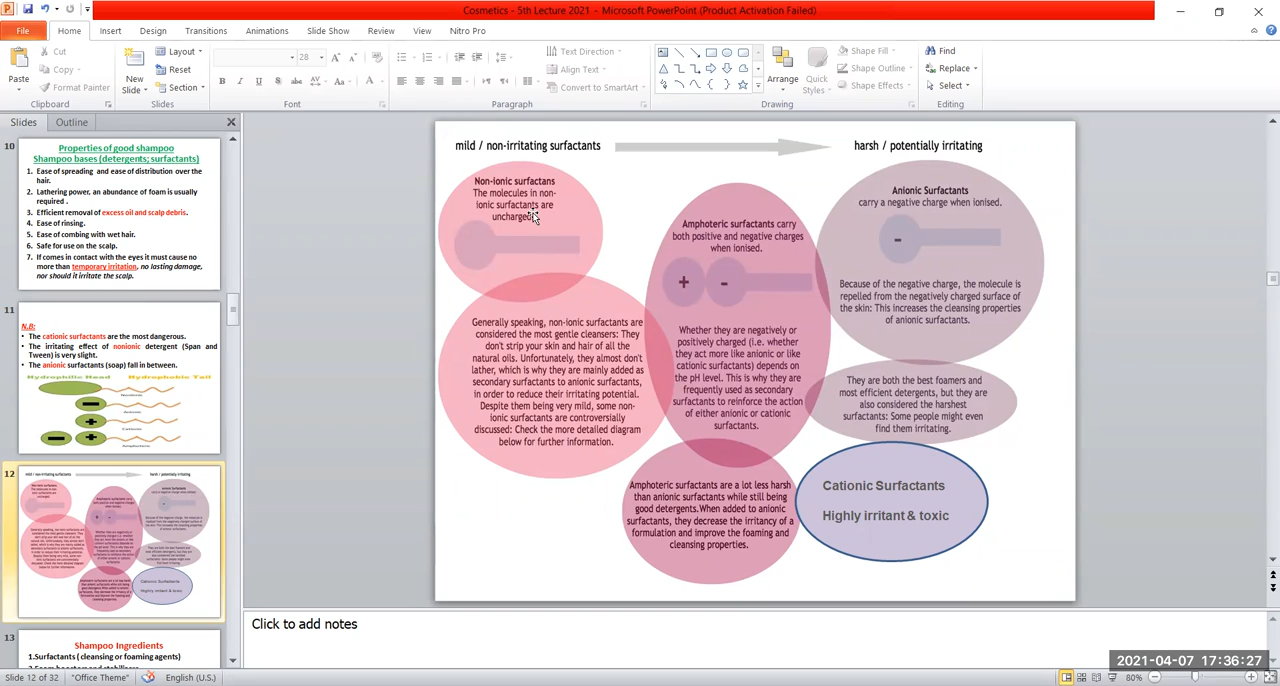 Cosmetics - 5th Lecture 2021 - Microsoft PowerPoint (Product Activation Failed)
File Home Insert Design Transitions Animations Slide Show Review View Nitro Pro
Cut
Copy
Format Painter
Paste
Clipboard
New
Slide
Layout
Reset
Section
Slides
28
Font
Paragraph
Text Direction
Align Text
Convert to SmartArt
Arrange
Quick
Styles
Shape Fill
Shape Outline
Shape Effects
Drawing
Find
Replace
Select
Editing
Slides Outline
10
Properties of good shampoo
Shampoo bases (detergents; surfactants)
1. Ease of spreading and ease of distribution over the
hair.
2. Lathering power, an abundance of foam is usually
required .
3. Efficient removal of excess oil and scalp debris.
4. Ease of rinsing.
5. Ease of combing with wet hair.
6. Safe for use on the scalp.
7. If comes in contact with the eyes it must cause no
more than temporary irritation, no lasting damage,
nor should it irritate the scalp.
11
N.B:
• The cationic surfactants are the most dangerous.
• The irritating effect of nonionic detergent (Span and
Tween) is very slight.
• The anionic surfactants (soap) fall in between.
Hydrophilic Head Hydrophobic Tail
12
13
Shampoo Ingredients
1.Surfactants ( cleansing or foaming agents)
mild / non-irritating surfactants
harsh / potentially irritating
Non-ionic surfactans
The molecules in non-
ionic surfactants are
uncharged.
Generally speaking, non-ionic surfactants are
considered the most gentle cleansers: They
don't strip your skin and hair of all the
natural oils. Unfortunately, they almost don't
lather, which is why they are mainly added as
secondary surfactants to anionic surfactants,
in order to reduce their irritating potential.
Despite them being very mild, some non-
ionic surfactants are controversially
discussed: Check the more detailed diagram
below for further information.
Amphoteric surfactans carry
both positive and negative charges
when ionised.
+ -
Whether they are negatively or
positively charged (i.e. whether
they act more like anionic or like
cationic surfactants) depends on
the pH level. This is why they are
frequently used as secondary
surfactants to reinforce the action
of either anionic or cationic
surfactants.
Amphoteric surfactans are a lot less harsh
than anionic surfactans while still being
good detergents.When added to anionic
surfactants, they decrease the irritancy of a
formulation and improve the foaming and
cleansing properties.
Anionic Surfactans
carry a negative charge when ionised.
-
Because of the negative charge, the molecule is
repelled from the negatively charged surface of
the skin: This increases the cleansing properties
of anionic surfactans.
They are both the best foamers and
most efficient detergents, but they are
also considered the harshest
surfactans: Some people might even
find them irritating.
Cationic Surfactans
Highly irritant & toxic
Click to add notes
2021-04-07 17:36:27
Slide 12 of 32 "Office Theme" English (U.S.) 80%